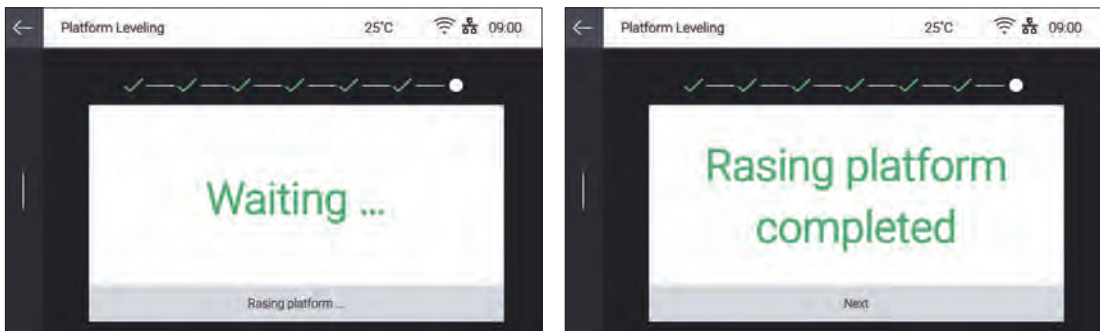 Platform Leveling 25°C 09:00
Waiting ...
Rasing platform ...
Platform Leveling 25°C 09:00
Rasing platform
completed
Next